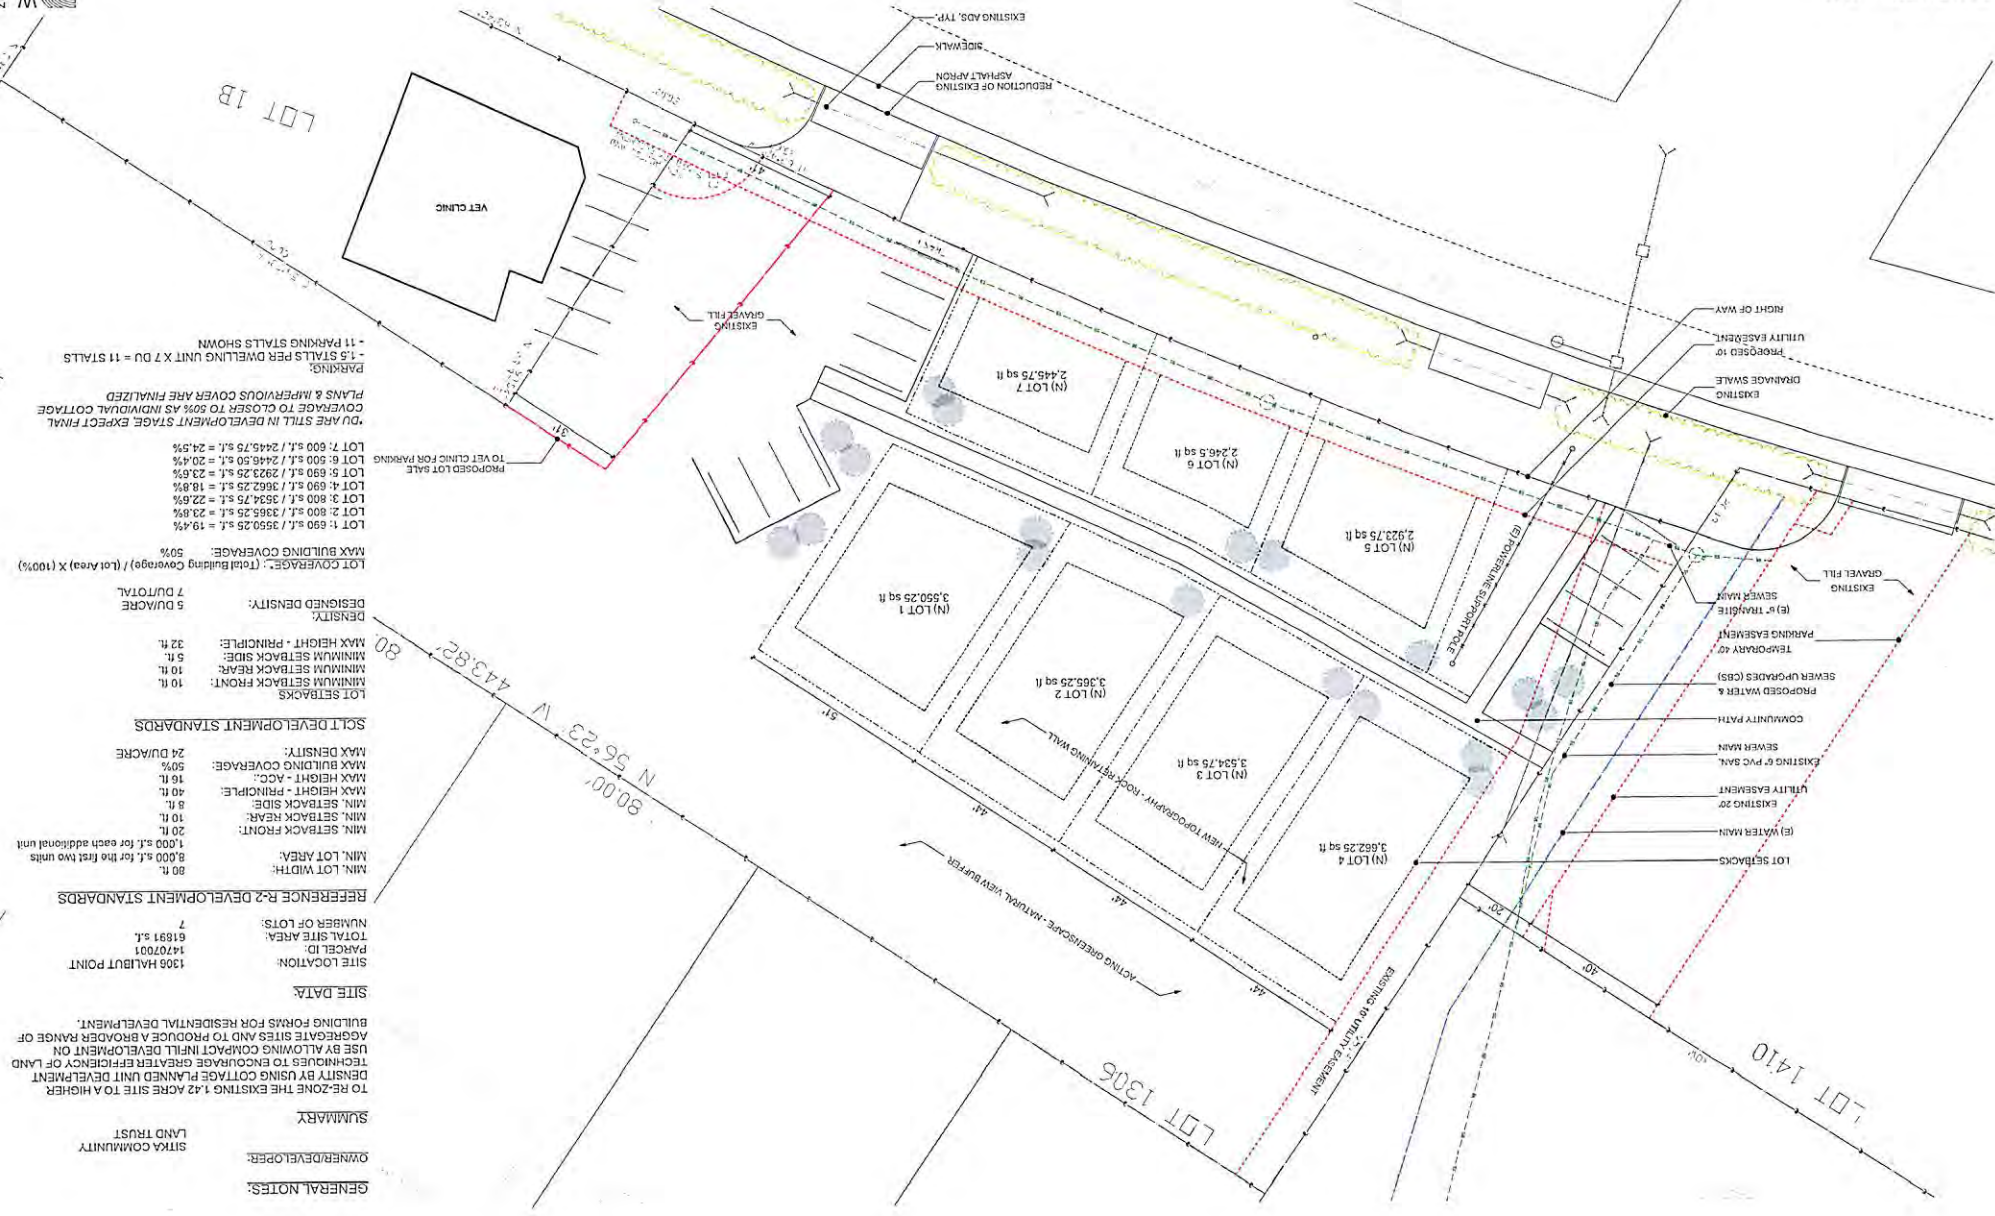 GENERAL NOTES:
OWNER/DEVELOPER:
SITKA COMMUNITY
LAND TRUST
SUMMARY
TO RE-ZONE THE EXISTING 1.42 ACRE SITE TO A HIGHER
DENSITY BY USING COTTAGE PLANNED UNIT DEVELPMENT
TECHNIQUES TO ENCOURAGE GREATER EFFICIENCY OF LAND
USE BY ALLOWING COMPACT INFILL DEVELOPMENT ON
AGGREGATE SITES AND TO PRODUCE A BROADER RANGE OF
BUILDING FORMS FOR RESIDENTIAL DEVELPMENT.
SITE DATA:
SITE LOCATION: 1306 HALIBUT POINT
PARCEL ID: 14707001
TOTAL SITE AREA: 61891 s.f.
NUMBER OF LOTS: 7
REFERENCE R-2 DEVELOPMENT STANDARDS
MIN. LOT WIDTH: 80 ft.
MIN. LOT AREA: 8,000 s.f. for the first two units
1,000 s.f. for each additional unit
MIN. SETBACK FRONT: 20 ft.
MIN. SETBACK REAR: 10 ft.
MIN. SETBACK SIDE: 8 ft.
MAX HEIGHT - PRINCIPLE: 40 ft.
MAX HEIGHT - ACC.: 16 ft.
MAX BUILDING COVERAGE: 50%
MAX DENSITY: 24 DU/ACRE
SCLT DEVELOPMENT STANDARDS
LOT SETBACKS
MINIMUM SETBACK FRONT: 10 ft.
MINIMUM SETBACK REAR: 10 ft.
MINIMUM SETBACK SIDE: 5 ft.
MAX HEIGHT - PRINCIPLE: 32 ft.
DENSITY:
DESIGNED DENSITY: 5 DU/ACRE
7 DU/TOTAL
LOT COVERAGE*: (Total Building Coverage) / (Lot Area) X (100%)
MAX BUILDING COVERAGE: 50%
LOT 1: 690 s.f. / 3550.25 s.f. = 19.4%
LOT 2: 800 s.f. / 3365.25 s.f. = 23.8%
LOT 3: 800 s.f. / 3534.75 s.f. = 22.6%
LOT 4: 690 s.f. / 3662.25 s.f. = 18.8%
LOT 5: 690 s.f. / 2923.25 s.f. = 23.6%
LOT 6: 500 s.f. / 2446.50 s.f. = 20.4%
LOT 7: 600 s.f. / 2445.75 s.f. = 24.5%
*DU ARE STILL IN DEVELOPMENT STAGE, EXPECT FINAL
COVERAGE TO CLOSER TO 50% AS INDIVIDUAL COTTAGE
PLANS & IMPERVIOUS COVER ARE FINALIZED
PARKING:
- 1.5 STALLS PER DWELLING UNIT X 7 DU = 11 STALLS
- 11 PARKING STALLS SHOWN
LOT 1410
LOT 1306
40'
20'
EXISTING 10' UTILITY EASEMENT
44'
44'
44'
51'
ACTING GREENSCAPE - NATURAL VIEW BUFFER
NEW TOPOGRAPHY - ROCK RETAINING WALL
N 56°23' W 443.82'
80.00'
80.
LOT SETBACKS
(E) WATER MAIN
EXISTING 20'
UTILITY EASEMENT
EXISTING 6" PVC SAN.
SEWER MAIN
COMMUNITY PATH
PROPOSED WATER &
SEWER UPGRADES (CBS)
TEMPORARY 40'
PARKING EASEMENT
(E) 6" TRANSITE
SEWER MAIN
EXISTING
GRAVEL FILL
(N) LOT 4
3,662.25 sq ft
(N) LOT 3
3,534.75 sq ft
(N) LOT 2
3,365.25 sq ft
(N) LOT 1
3,550.25 sq ft
(E) POWERLINE SUPPORT POLE
(N) LOT 5
2,923.75 sq ft
(N) LOT 6
2,246.5 sq ft
(N) LOT 7
2,445.75 sq ft
PROPOSED LOT SALE
TO VET CLINIC FOR PARKING
31'
EXISTING
DRAINAGE SWALE
PROPOSED 10'
UTILITY EASEMENT
RIGHT OF WAY
EXISTING
GRAVEL FILL
41'
VET CLINIC
LOT 1B
REDUCTION OF EXISTING
ASPHALT APRON
SIDEWALK
EXISTING ADS, TYP.